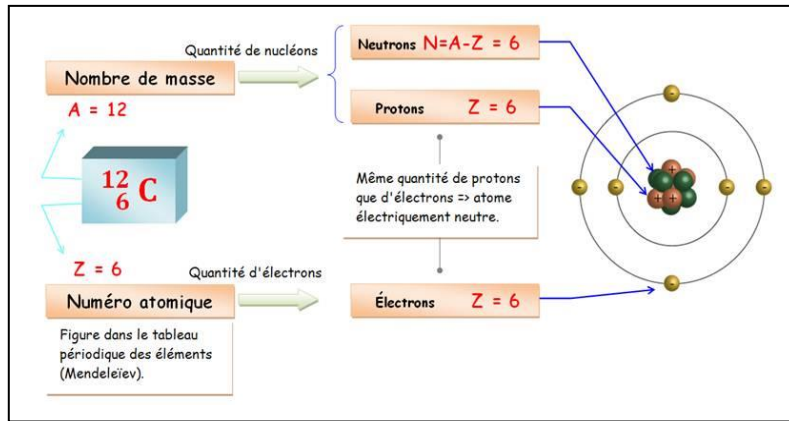 Quantité de nucléons
Nombre de masse
A = 12
Neutrons N=A-Z = 6
Protons Z = 6
12
6 C
Même quantité de protons
que d'électrons => atome
électriquement neutre.
Z = 6
Quantité d'électrons
Numéro atomique
Électrons Z = 6
Figure dans le tableau
périodique des éléments
(Mendeleïev).
-
-
-
-
-
-
+
+
+